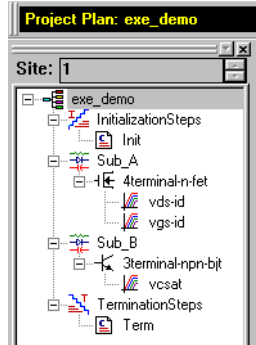 Project Plan: exe_demo
Site: 1
exe_demo
InitializationSteps
Init
Sub_A
4terminal-n-fet
vds-id
vgs-id
Sub_B
3terminal-npn-bjt
vcsat
TerminationSteps
Term